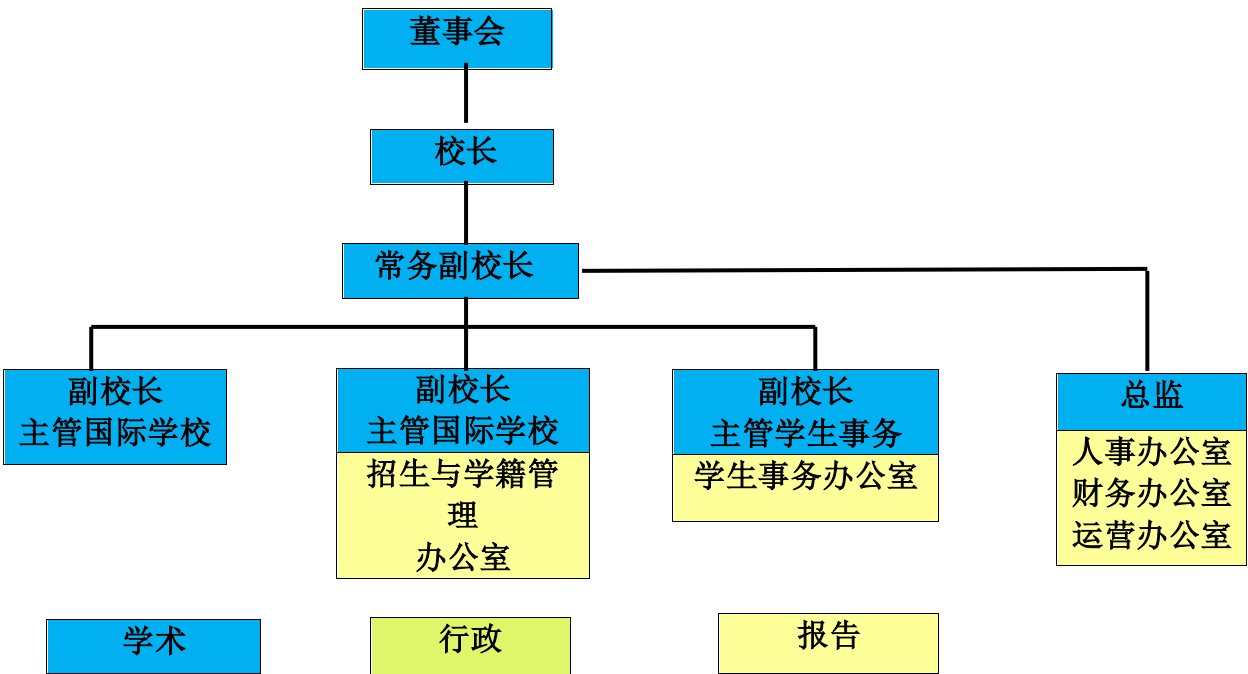 董事会
校长
常务副校长
副校长
主管国际学校
副校长
主管国际学校
招生与学籍管
理
办公室
副校长
主管学生事务
学生事务办公室
总监
人事办公室
财务办公室
运营办公室
学术
行政
报告